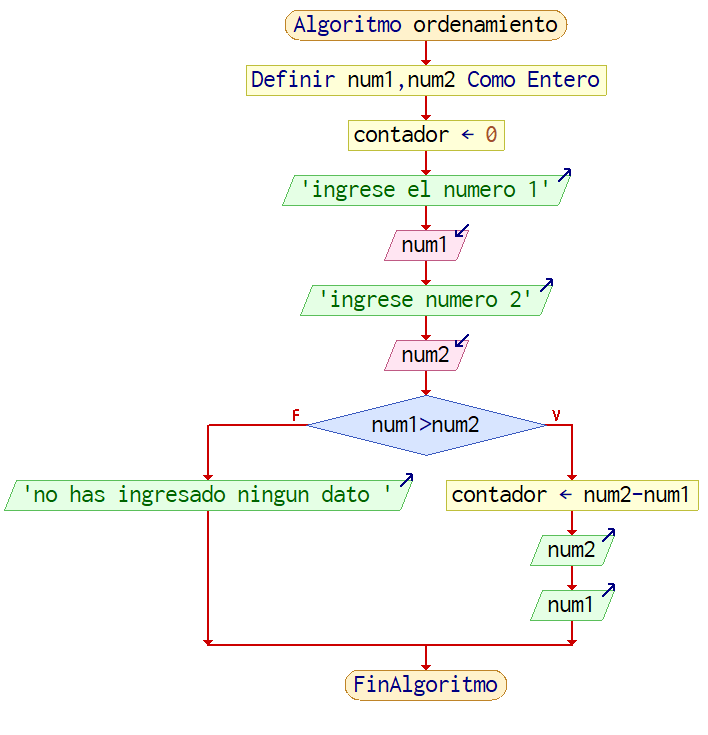 Algoritmo ordenamiento
Definir num1,num2 Como Entero
contador ← 0
'ingrese el numero 1'
num1
'ingrese numero 2'
num2
F
V
num1>num2
'no has ingresado ningun dato '
contador ← num2-num1
num2
num1
FinAlgoritmo